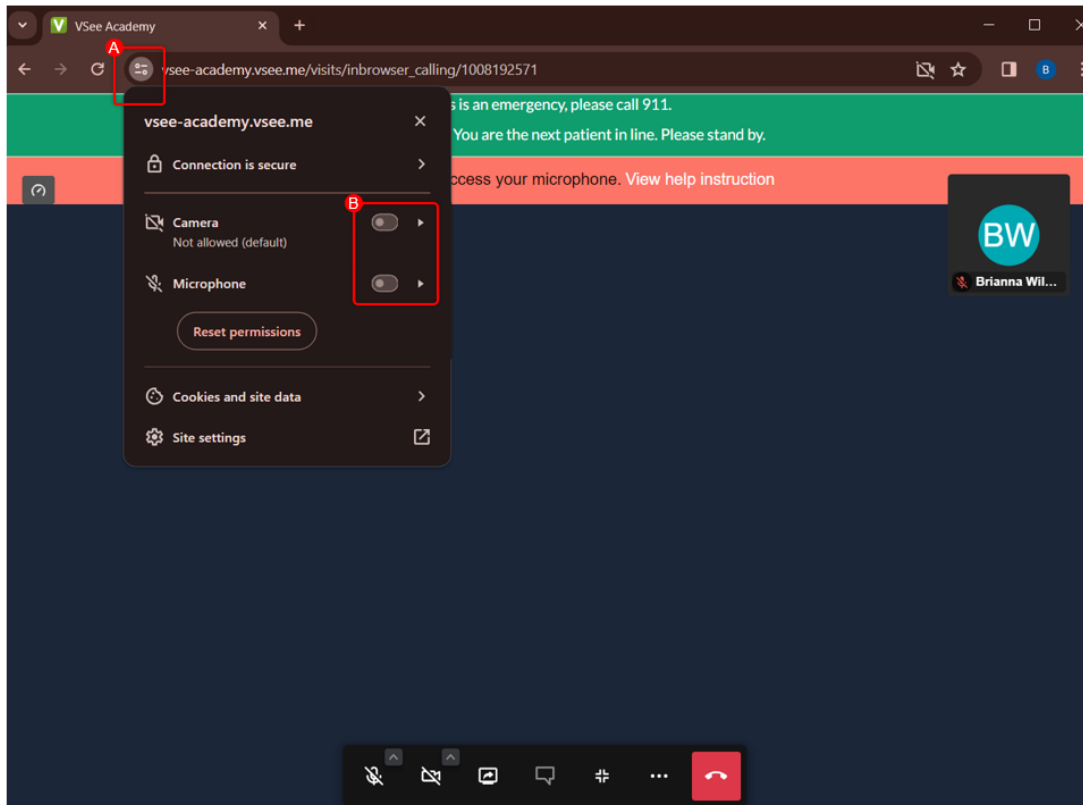 VSee Academy
A
vsee-academy.vsee.me/visits/inbrowser_calling/1008192571
B
s is an emergency, please call 911.
vsee-academy.vsee.me
You are the next patient in line. Please stand by.
Connection is secure
ccess your microphone. View help instruction
B
Camera
Not allowed (default)
BW
Microphone
Brianna Wil...
Reset permissions
Cookies and site data
Site settings